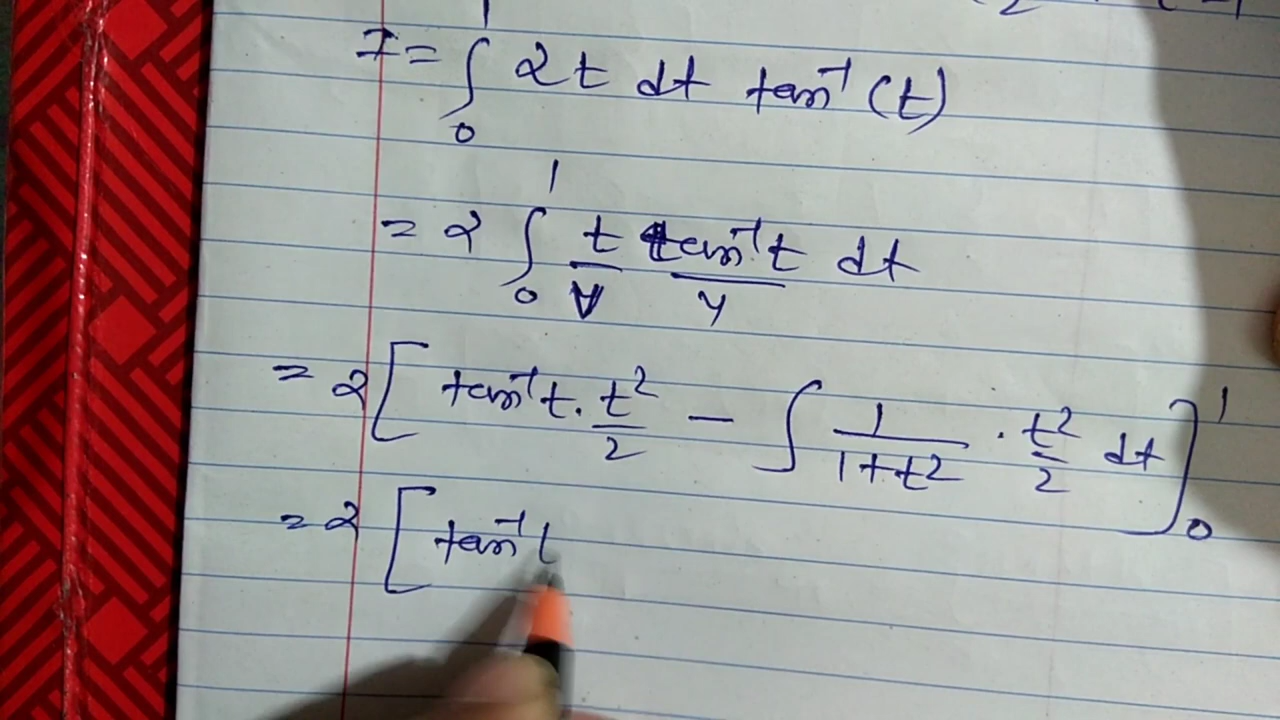 I = ∫₀¹ 2t dt tan⁻¹(t)
= 2 ∫₀¹ t tan⁻¹t dt
V u
= 2 [ tan⁻¹t · t²/2 − ∫ 1/(1+t²) · t²/2 dt ]₀¹
= 2 [ tan⁻¹ t